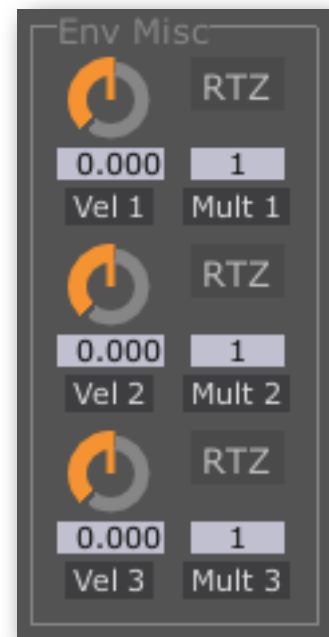 Env Misc
RTZ
0.000 1
Vel 1 Mult 1
RTZ
0.000 1
Vel 2 Mult 2
RTZ
0.000 1
Vel 3 Mult 3